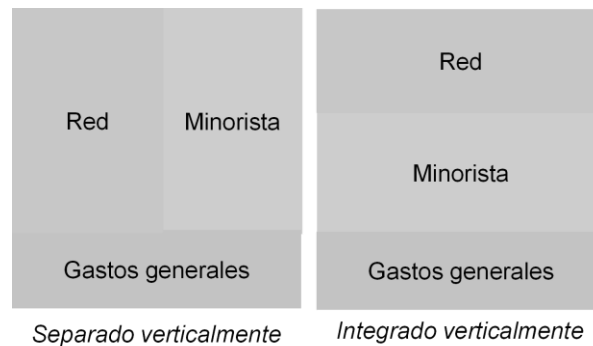 Red
Minorista
Gastos generales
Separado verticalmente
Red
Minorista
Gastos generales
Integrado verticalmente